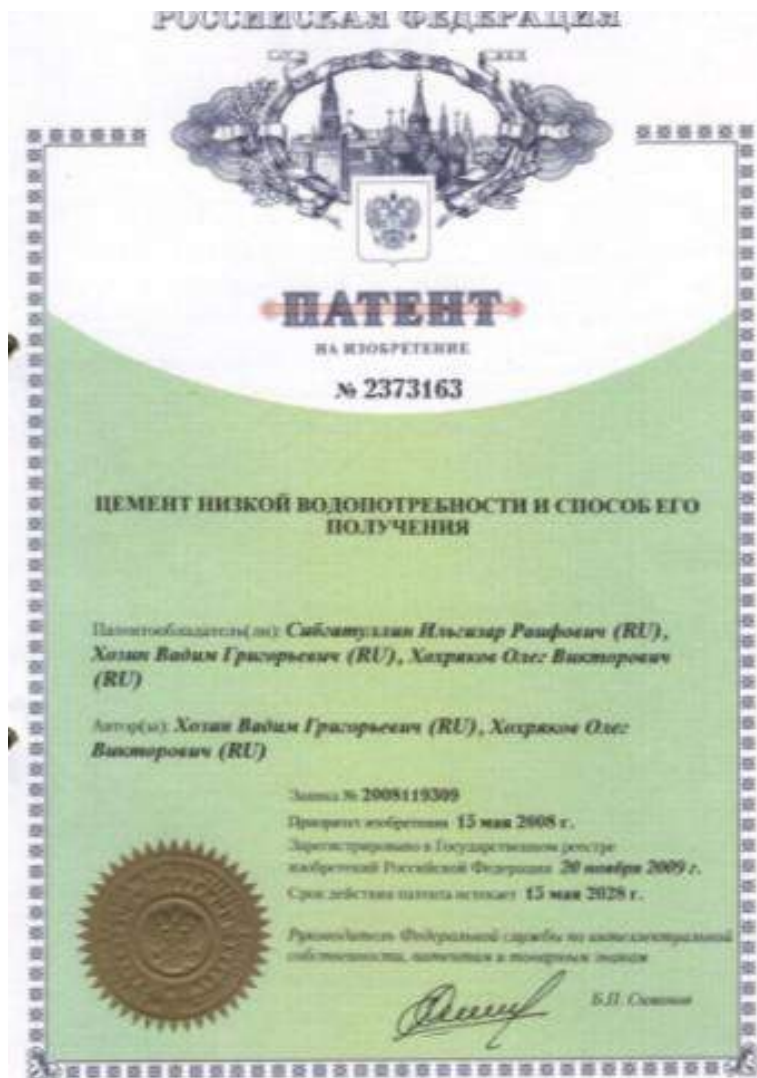 РОССИЙСКАЯ ФЕДЕРАЦИЯ
ПАТЕНТ
НА ИЗОБРЕТЕНИЕ
№ 2373163
ЦЕМЕНТ НИЗКОЙ ВОДОПОТРЕБНОСТИ И СПОСОБ ЕГО
ПОЛУЧЕНИЯ
Патентообладатель(ли): Сибгатуллин Ильгизар Раифович (RU),
Хозин Вадим Григорьевич (RU), Хохряков Олег Викторович
(RU)
Автор(ы): Хозин Вадим Григорьевич (RU), Хохряков Олег
Викторович (RU)
Заявка № 2008119309
Приоритет изобретения 15 мая 2008 г.
Зарегистрировано в Государственном реестре
изобретений Российской Федерации 20 ноября 2009 г.
Срок действия патента истекает 15 мая 2028 г.
Руководитель Федеральной службы по интеллектуальной
собственности, патентам и товарным знакам
Б.П. Симонов